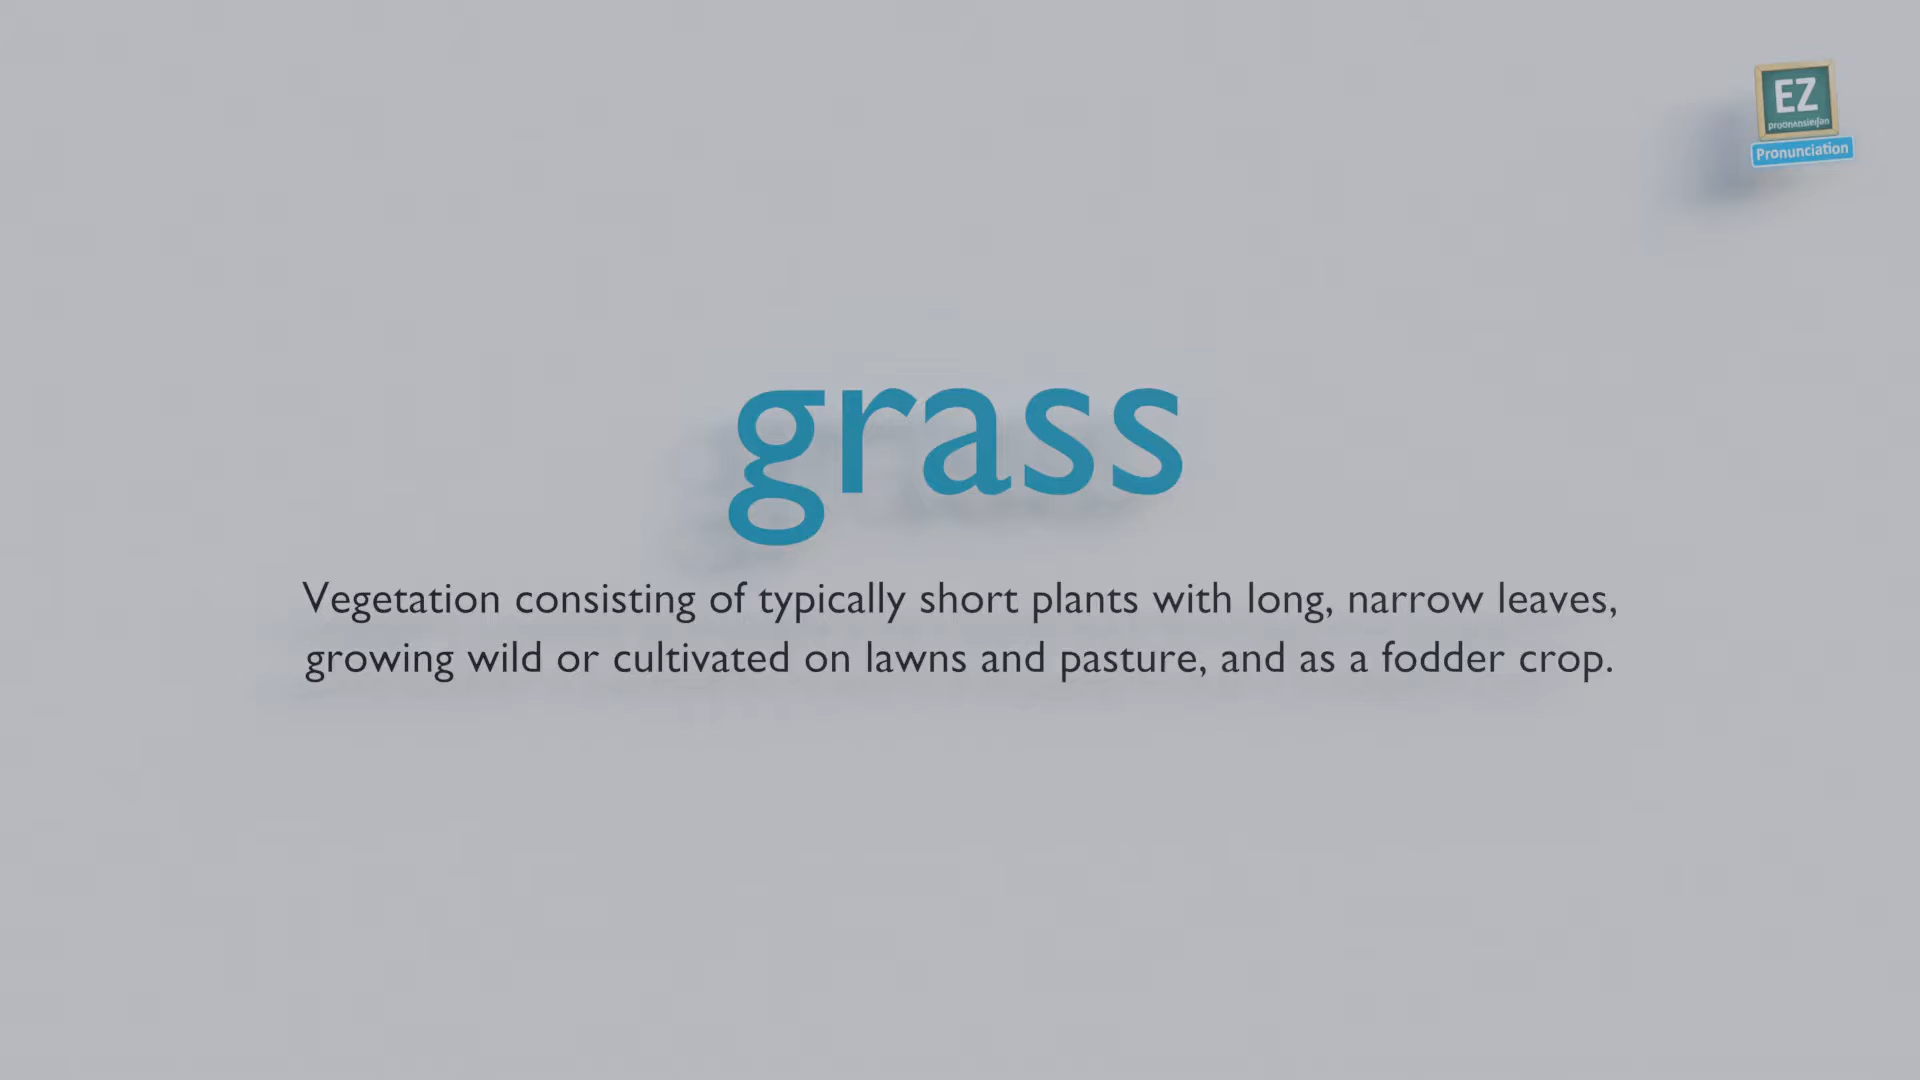 EZ
Pronunciation
grass
Vegetation consisting of typically short plants with long, narrow leaves,
growing wild or cultivated on lawns and pasture, and as a fodder crop.